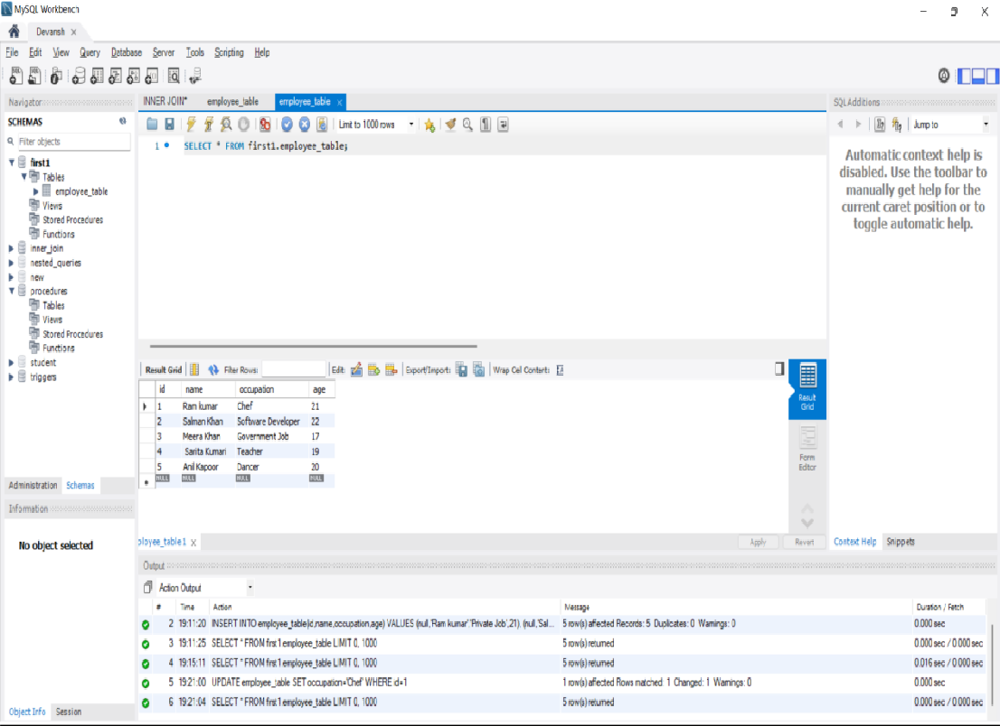 MySQL Workbench
Devansh
File Edit View Query Database Server Tools Scripting Help
Navigator
SCHEMAS
Filter objects
first1
Tables
employee_table
Views
Stored Procedures
Functions
inner_join
nested_queries
new
procedures
Tables
Views
Stored Procedures
Functions
student
triggers
Administration Schemas
Information
No object selected
Object Info Session
INNER JOIN* employee_table employee_table
Limit to 1000 rows
1 SELECT * FROM first1.employee_table;
Result Grid Filter Rows: Edit: Export/Import: Wrap Cell Content:
id name occupation age
1 Ram kumar Chef 21
2 Salman Khan Software Developer 22
3 Meera Khan Government Job 17
4 Sarita Kumari Teacher 19
5 Anil Kapoor Dancer 20
NULL NULL NULL NULL
Result Grid
Form Editor
ployee_table1
Apply Revert
SQLAdditions
Jump to
Automatic context help is
disabled. Use the toolbar to
manually get help for the
current caret position or to
toggle automatic help.
Context Help Snippets
Output
Action Output
# Time Action Message Duration / Fetch
2 19:11:20 INSERT INTO employee_table(id,name,occupation,age) VALUES (null,'Ram kumar','Private Job',21), (null,'Sal... 5 row(s) affected Records: 5 Duplicates: 0 Warnings: 0 0.000 sec
3 19:11:25 SELECT * FROM first1.employee_table LIMIT 0, 1000 5 row(s) returned 0.000 sec / 0.000 sec
4 19:15:11 SELECT * FROM first1.employee_table LIMIT 0, 1000 5 row(s) returned 0.016 sec / 0.000 sec
5 19:21:00 UPDATE employee_table SET occupation='Chef' WHERE id=1 1 row(s) affected Rows matched: 1 Changed: 1 Warnings: 0 0.000 sec
6 19:21:04 SELECT * FROM first1.employee_table LIMIT 0, 1000 5 row(s) returned 0.000 sec / 0.000 sec